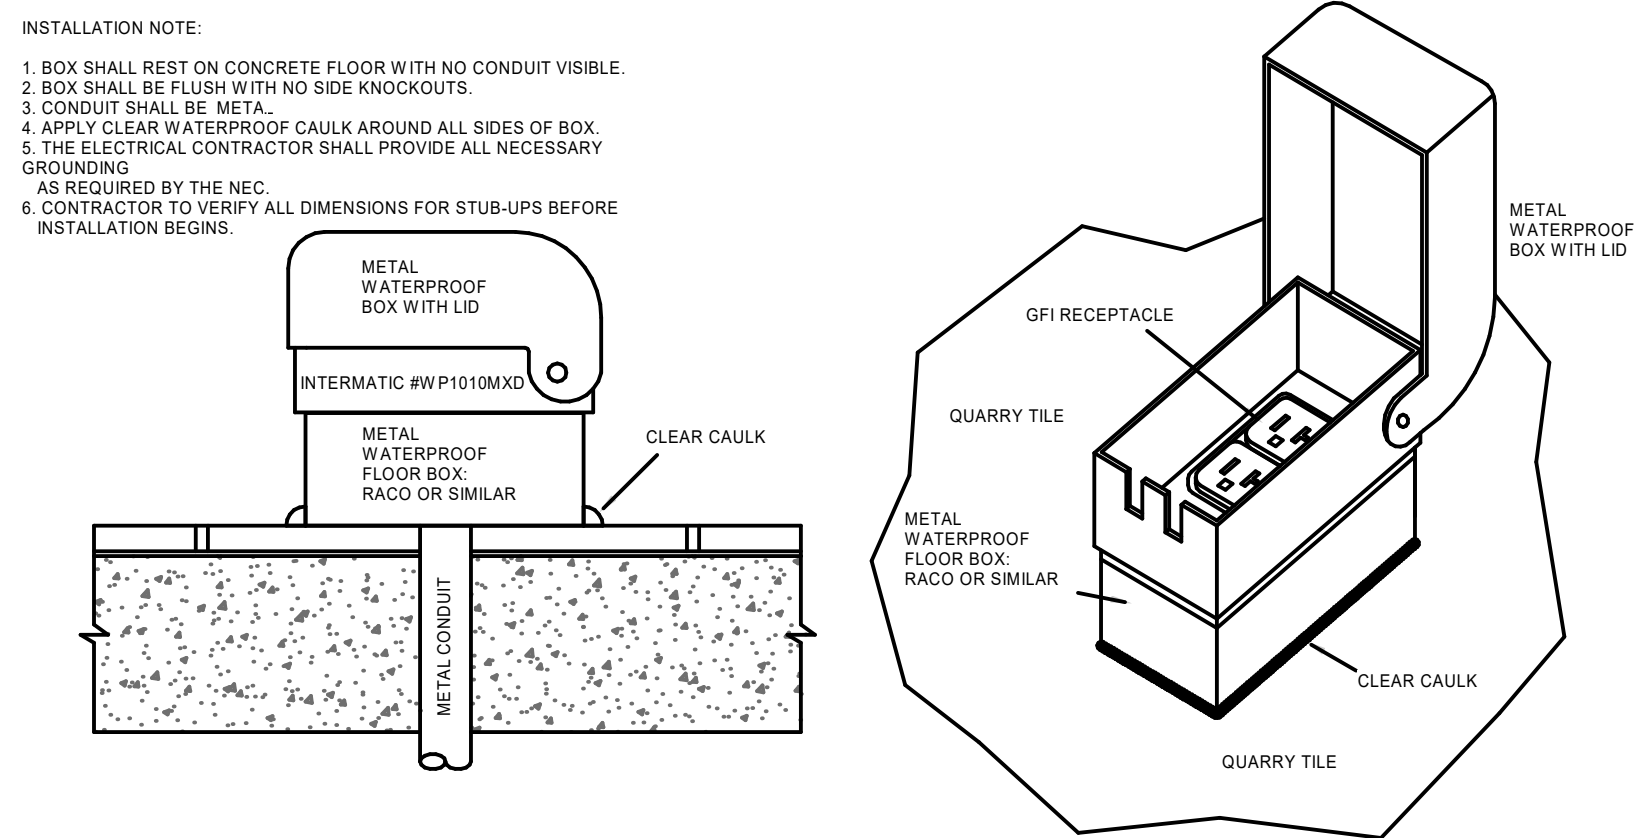 INSTALLATION NOTE:
1. BOX SHALL REST ON CONCRETE FLOOR WITH NO CONDUIT VISIBLE.
2. BOX SHALL BE FLUSH WITH NO SIDE KNOCKOUTS.
3. CONDUIT SHALL BE
4. APPLY CLEAR WATERPROOF CAULK AROUND ALL SIDES OF BOX.
5. THE ELECTRICAL CONTRACTOR SHALL PROVIDE ALL NECESSARY
GROUNDING
AS REQUIRED BY THE NEC.
6. CONTRACTOR TO VERIFY ALL DIMENSIONS FOR STUB-UPS BEFORE
INSTALLATION BEGINS.
METAL
WATERPROOF
BOX WITH LID
INTERMATIC #WP1010MXD
METAL
WATERPROOF
FLOOR BOX:
RACO OR SIMILAR
CLEAR CAULK
METAL CONDUIT
METAL
WATERPROOF
BOX WITH LID
GFI RECEPTACLE
QUARRY TILE
METAL
WATERPROOF
FLOOR BOX:
RACO OR SIMILAR
CLEAR CAULK
QUARRY TILE